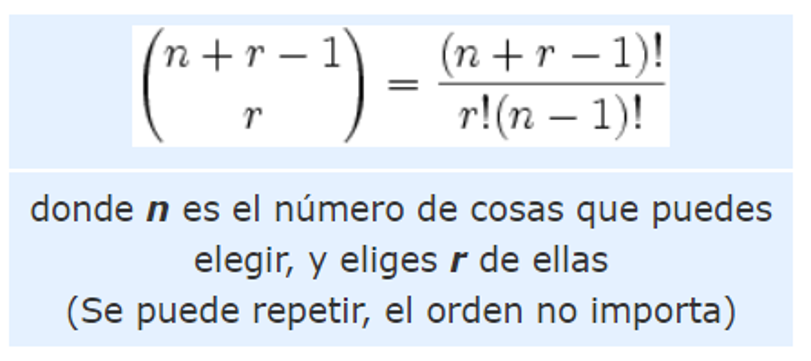 (n + r − 1
r) = (n + r − 1)!
r!(n − 1)!
donde n es el número de cosas que puedes
elegir, y eliges r de ellas
(Se puede repetir, el orden no importa)